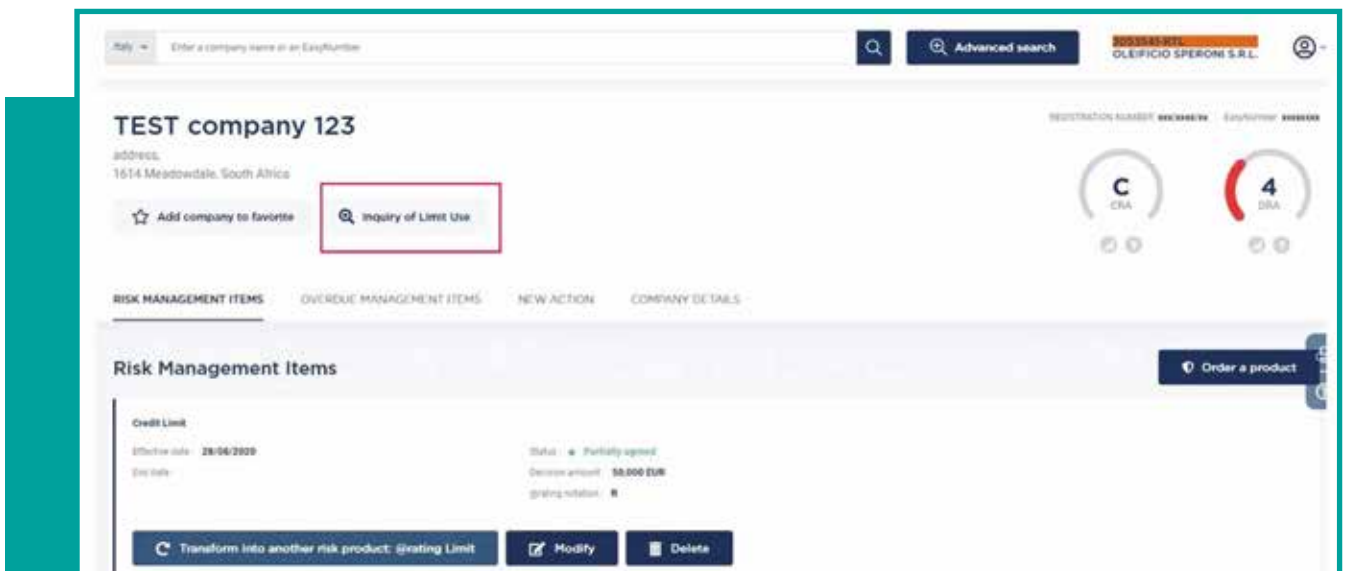 Italy
Enter a company name or an EasyNumber
Advanced search
OLEIFICIO SPERONI S.R.L.
TEST company 123
REGISTRATION NUMBER
EasyNumber
address,
1614 Meadowdale, South Africa
C
CRA
4
DRA
Add company to favorite
Inquiry of Limit Use
RISK MANAGEMENT ITEMS OVERDUE MANAGEMENT ITEMS NEW ACTION COMPANY DETAILS
Risk Management Items
Order a product
Credit Limit
Effective date 28/06/2020
Status Partially agreed
End date
Decision amount 50,000 EUR
@rating notation R
Transform into another risk product: @rating Limit
Modify
Delete